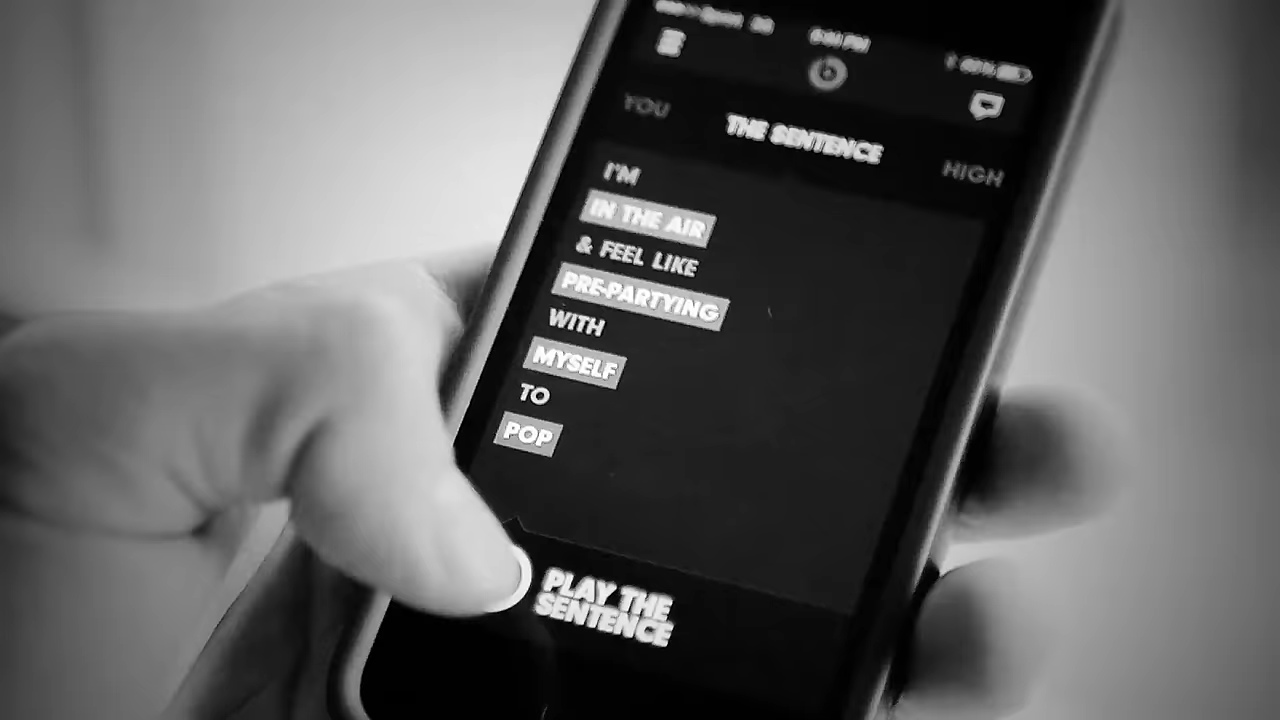 YOU
THE SENTENCE
HIGH
I'M
IN THE AIR
& FEEL LIKE
PRE-PARTYING
WITH
MYSELF
TO
POP
PLAY THE
SENTENCE